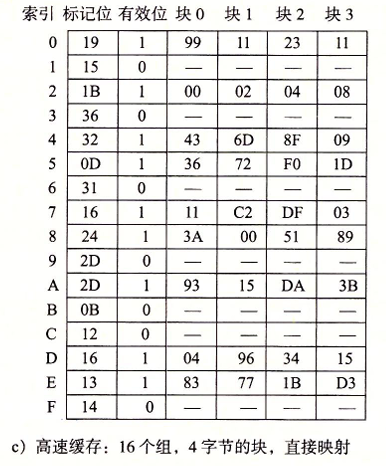 索引 标记位 有效位 块0 块1 块2 块3
0 19 1 99 11 23 11
1 15 0 — — — —
2 1B 1 00 02 04 08
3 36 0 — — — —
4 32 1 43 6D 8F 09
5 0D 1 36 72 F0 1D
6 31 0 — — — —
7 16 1 11 C2 DF 03
8 24 1 3A 00 51 89
9 2D 0 — — — —
A 2D 1 93 15 DA 3B
B 0B 0 — — — —
C 12 0 — — — —
D 16 1 04 96 34 15
E 13 1 83 77 1B D3
F 14 0 — — — —
c）高速缓存：16个组，4字节的块，直接映射